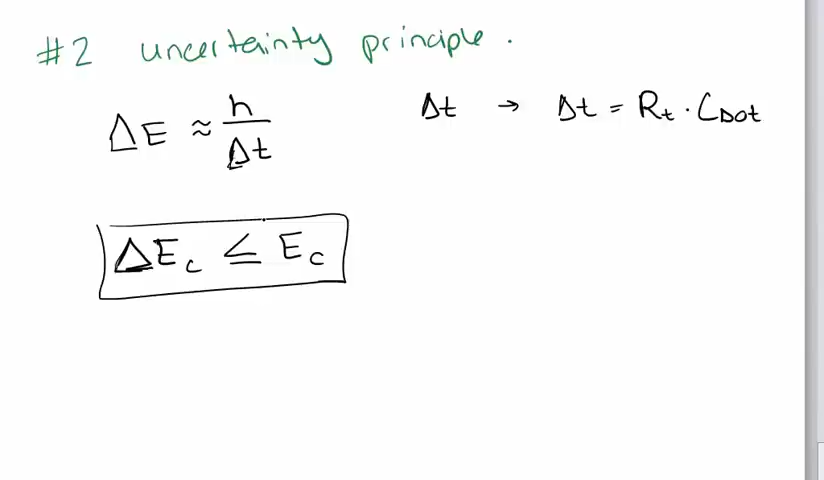 #2 uncertainty principle.
ΔE ≈ h/Δt
Δt → Δt = Rt · CDot
ΔEc ≤ Ec